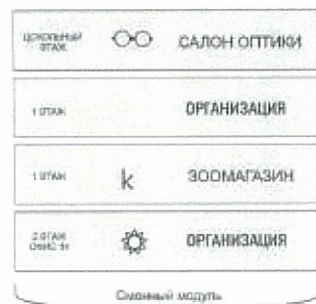 ЦОКОЛЬНЫЙ
ЭТАЖ
САЛОН ОПТИКИ
1 ЭТАЖ
ОРГАНИЗАЦИЯ
1 ЭТАЖ
k
ЗООМАГАЗИН
2 ЭТАЖ
ОРГАНИЗАЦИЯ
Сменный модуль